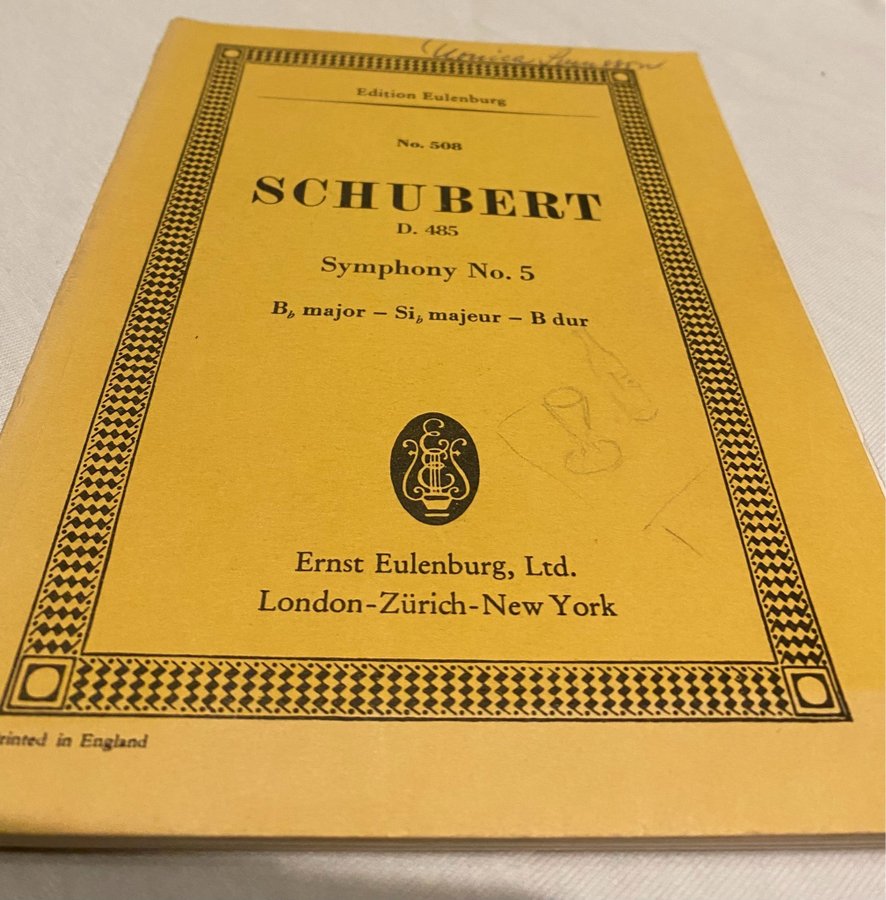 Edition Eulenburg
No. 508
SCHUBERT
D. 485
Symphony No. 5
B♭ major – Si♭ majeur – B dur
Ernst Eulenburg, Ltd.
London-Zürich-New York
in England